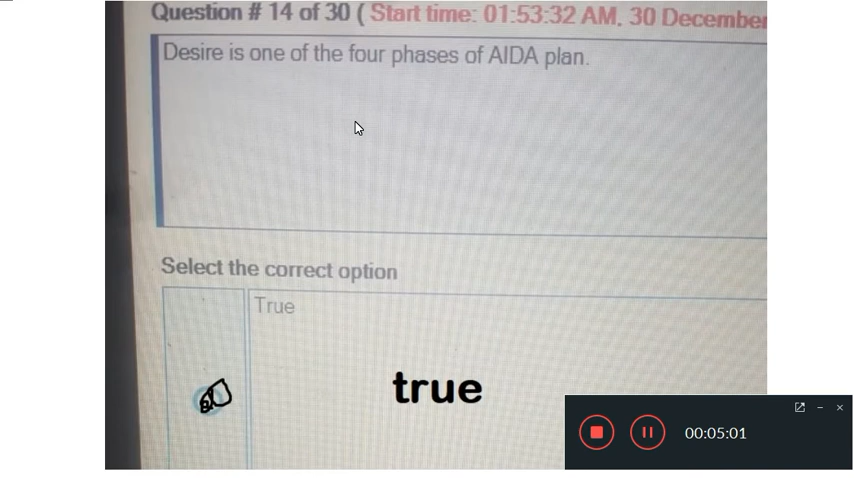 Question # 14 of 30 ( Start time: 01:53:32 AM, 30 December
Desire is one of the four phases of AIDA plan.
Select the correct option
True
true
00:05:01